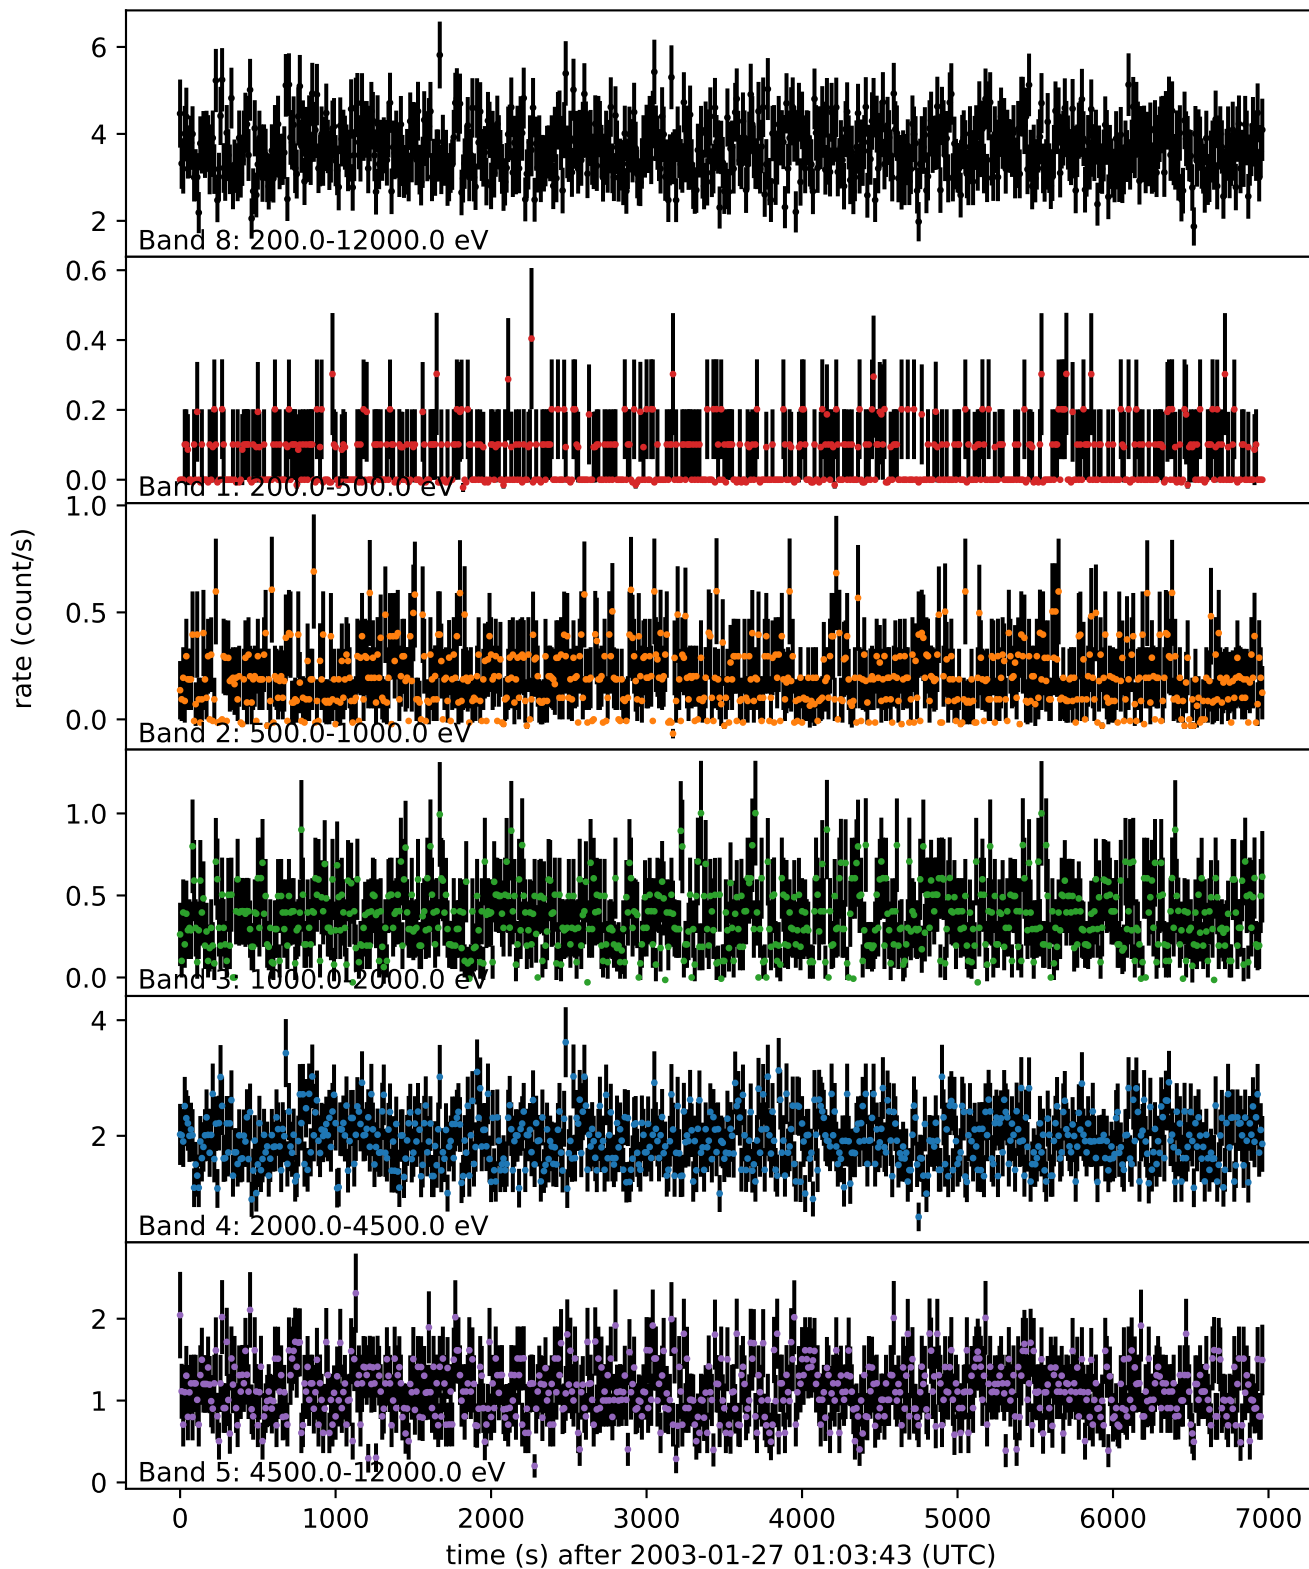 6
4
2
Band 8: 200.0-12000.0 eV
0.6
0.4
0.2
0.0
Band 1: 200.0-500.0 eV
1.0
0.5
0.0
Band 2: 500.0-1000.0 eV
rate (count/s)
1.0
0.5
0.0
Band 3: 1000.0-2000.0 eV
4
2
Band 4: 2000.0-4500.0 eV
2
1
0
Band 5: 4500.0-12000.0 eV
0 1000 2000 3000 4000 5000 6000 7000
time (s) after 2003-01-27 01:03:43 (UTC)